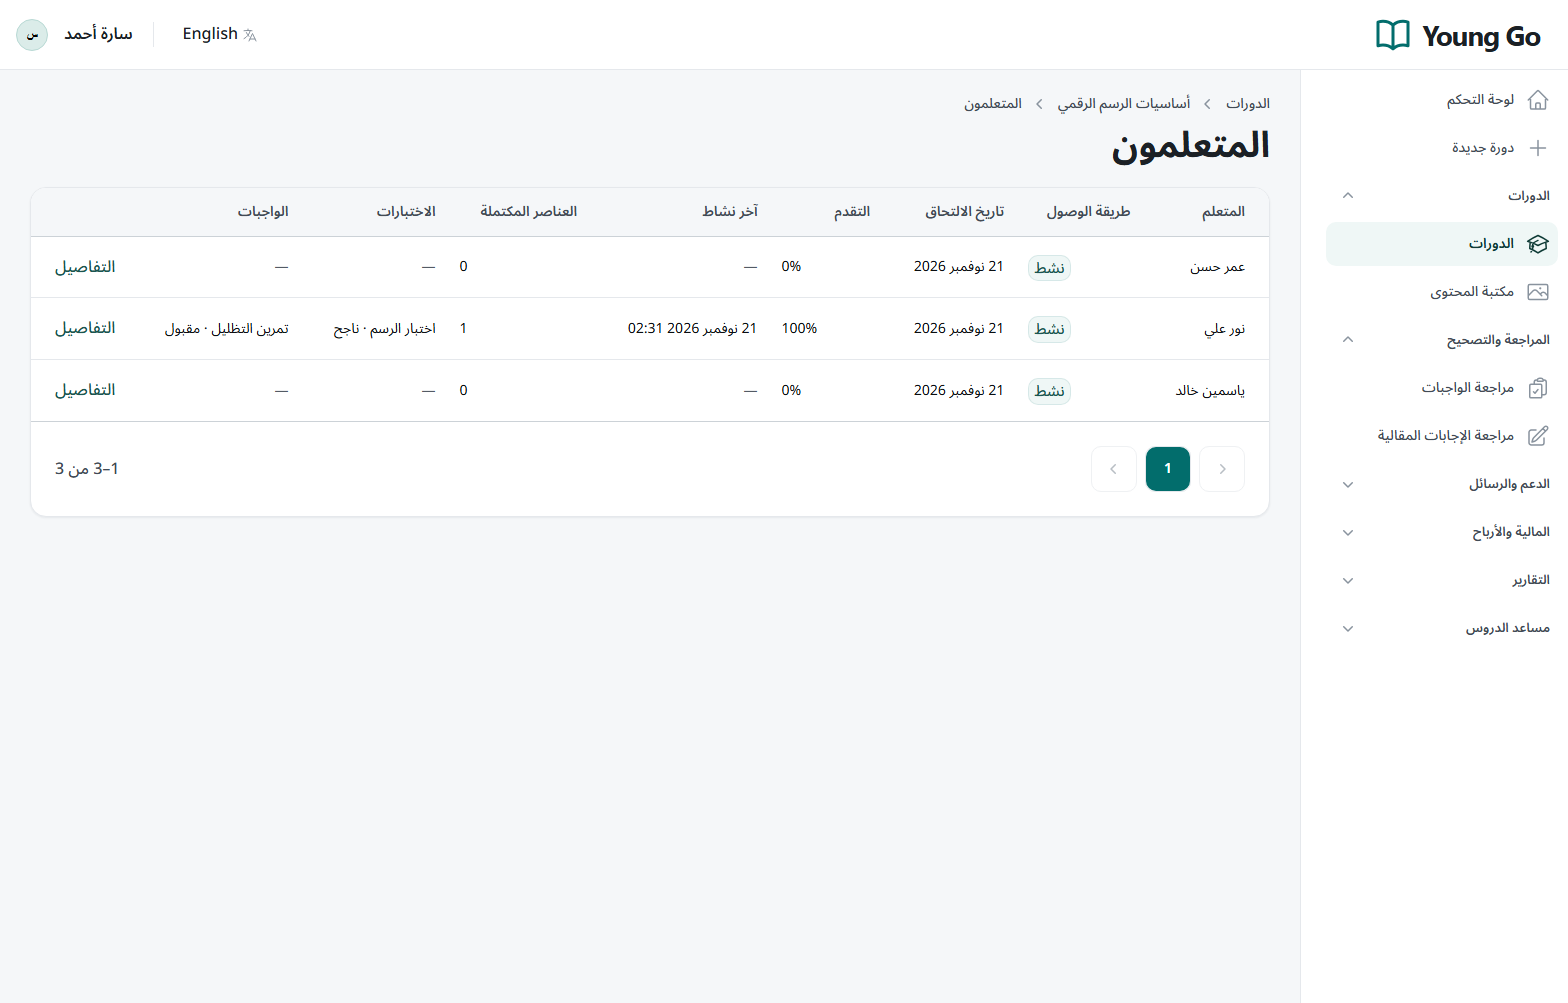 Young Go
English
سارة أحمد
س
لوحة التحكم
دورة جديدة
الدورات
الدورات
مكتبة المحتوى
المراجعة والتصحيح
مراجعة الواجبات
مراجعة الإجابات المقالية
الدعم والرسائل
المالية والأرباح
التقارير
مساعد الدروس
الدورات أساسيات الرسم الرقمي المتعلمون
المتعلمون
المتعلم طريقة الوصول تاريخ الالتحاق التقدم آخر نشاط العناصر المكتملة الاختبارات الواجبات
عمر حسن نشط 21 نوفمبر 2026 0% — 0 — — التفاصيل
نور علي نشط 21 نوفمبر 2026 100% 21 نوفمبر 2026 02:31 1 اختبار الرسم · ناجح تمرين التظليل · مقبول التفاصيل
ياسمين خالد نشط 21 نوفمبر 2026 0% — 0 — — التفاصيل
1
1–3 من 3